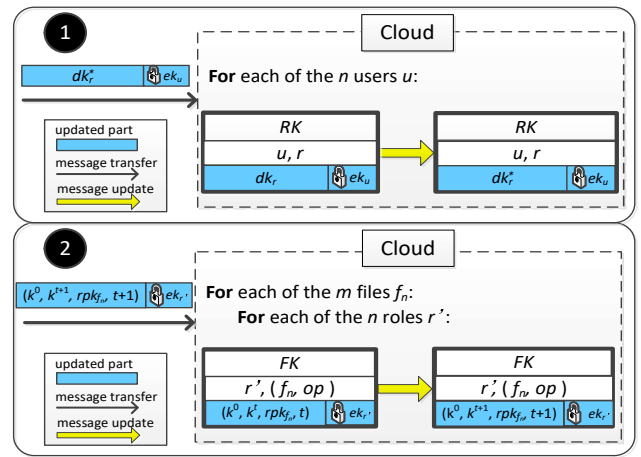 1
Cloud
dk*r eku
For each of the n users u:
updated part
message transfer
message update
RK
u, r
dkr eku
RK
u, r
dk*r eku
2
Cloud
(k⁰, kᵗ⁺¹, rpkfn, t+1) ekr'
For each of the m files fn:
For each of the n roles r':
updated part
message transfer
message update
FK
r', (fn, op)
(k⁰, kᵗ, rpkfn, t) ekr'
FK
r', (fn, op)
(k⁰, kᵗ⁺¹, rpkfn, t+1) ekr'